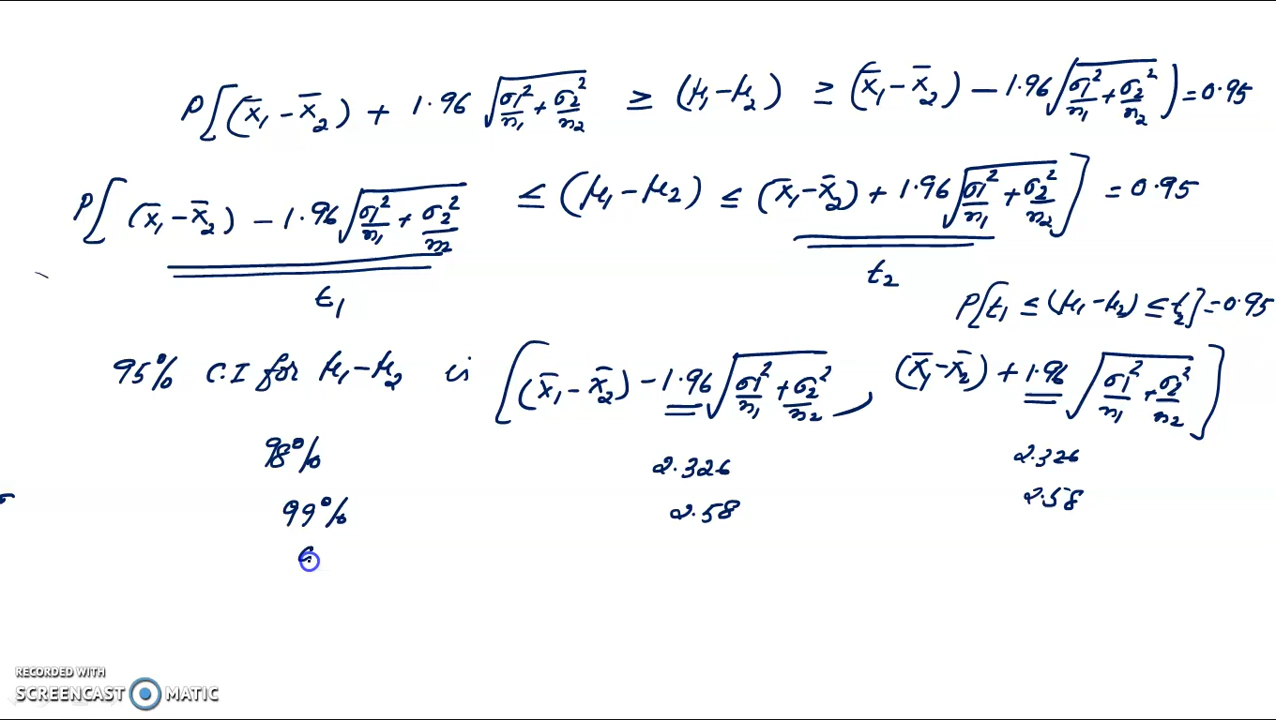 P[(x̄₁ - x̄₂) + 1.96 √(σ₁²/n₁ + σ₂²/n₂) ≥ (μ₁ - μ₂) ≥ (x̄₁ - x̄₂) - 1.96 √(σ₁²/n₁ + σ₂²/n₂)] = 0.95
P[(x̄₁ - x̄₂) - 1.96 √(σ₁²/n₁ + σ₂²/n₂) ≤ (μ₁ - μ₂) ≤ (x̄₁ - x̄₂) + 1.96 √(σ₁²/n₁ + σ₂²/n₂)] = 0.95
t₁ t₂
P[t₁ ≤ (μ₁ - μ₂) ≤ t₂] = 0.95
95% C.I for μ₁ - μ₂ is [(x̄₁ - x̄₂) - 1.96 √(σ₁²/n₁ + σ₂²/n₂), (x̄₁ - x̄₂) + 1.96 √(σ₁²/n₁ + σ₂²/n₂)]
98% 2.326 2.326
99% 2.58 2.58
RECORDED WITH
SCREENCAST MATIC